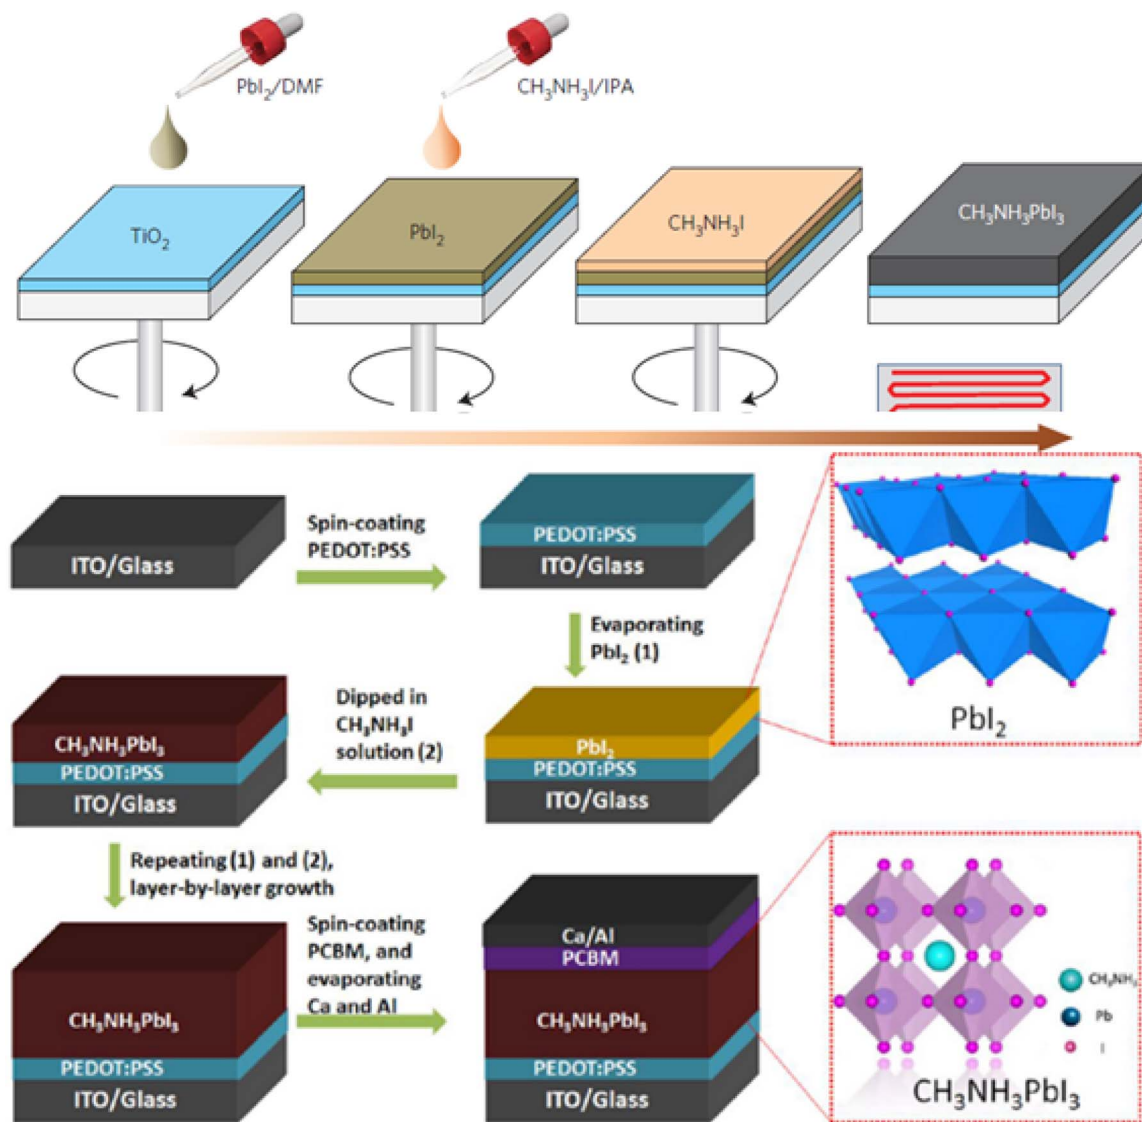 PbI₂/DMF
CH₃NH₃I/IPA
TiO₂
PbI₂
CH₃NH₃I
CH₃NH₃PbI₃
ITO/Glass
Spin-coating
PEDOT:PSS
PEDOT:PSS
ITO/Glass
Evaporating
PbI₂ (1)
PbI₂
CH₃NH₃PbI₃
PEDOT:PSS
ITO/Glass
Dipped in
CH₃NH₃I
solution (2)
PbI₂
PEDOT:PSS
ITO/Glass
Repeating (1) and (2),
layer-by-layer growth
CH₃NH₃PbI₃
PEDOT:PSS
ITO/Glass
Spin-coating
PCBM, and
evaporating
Ca and Al
Ca/Al
PCBM
CH₃NH₃PbI₃
PEDOT:PSS
ITO/Glass
CH₃NH₃
Pb
I
CH₃NH₃PbI₃